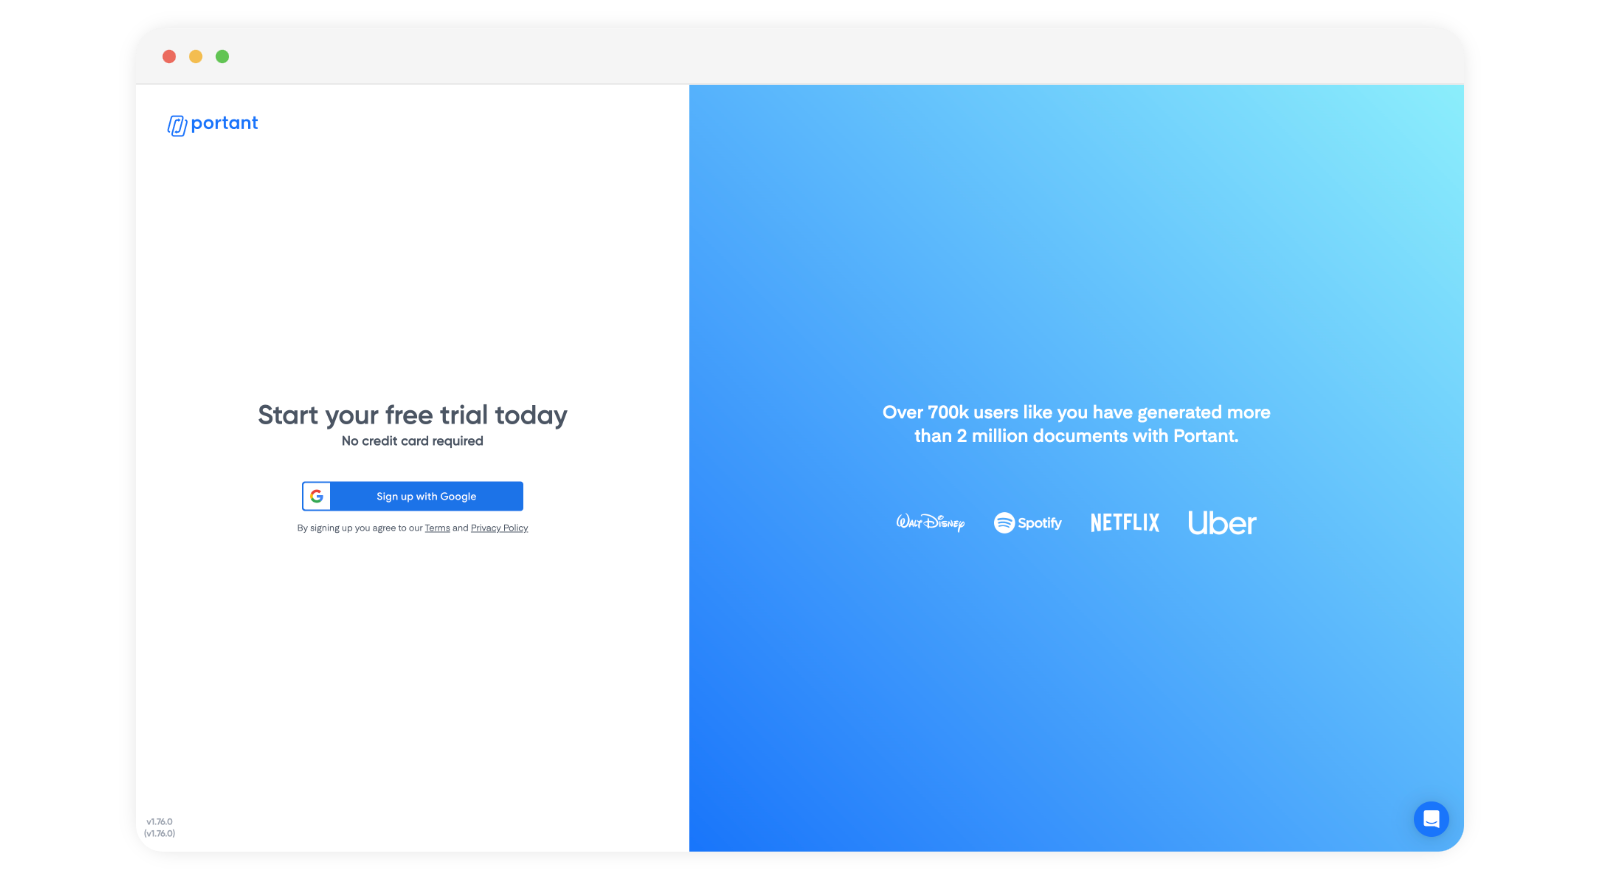 portant
Start your free trial today
No credit card required
Sign up with Google
By signing up you agree to our Terms and Privacy Policy
v1.76.0
(v1.76.0)
Over 700k users like you have generated more
than 2 million documents with Portant.
WALT DISNEY
Spotify
NETFLIX
Uber